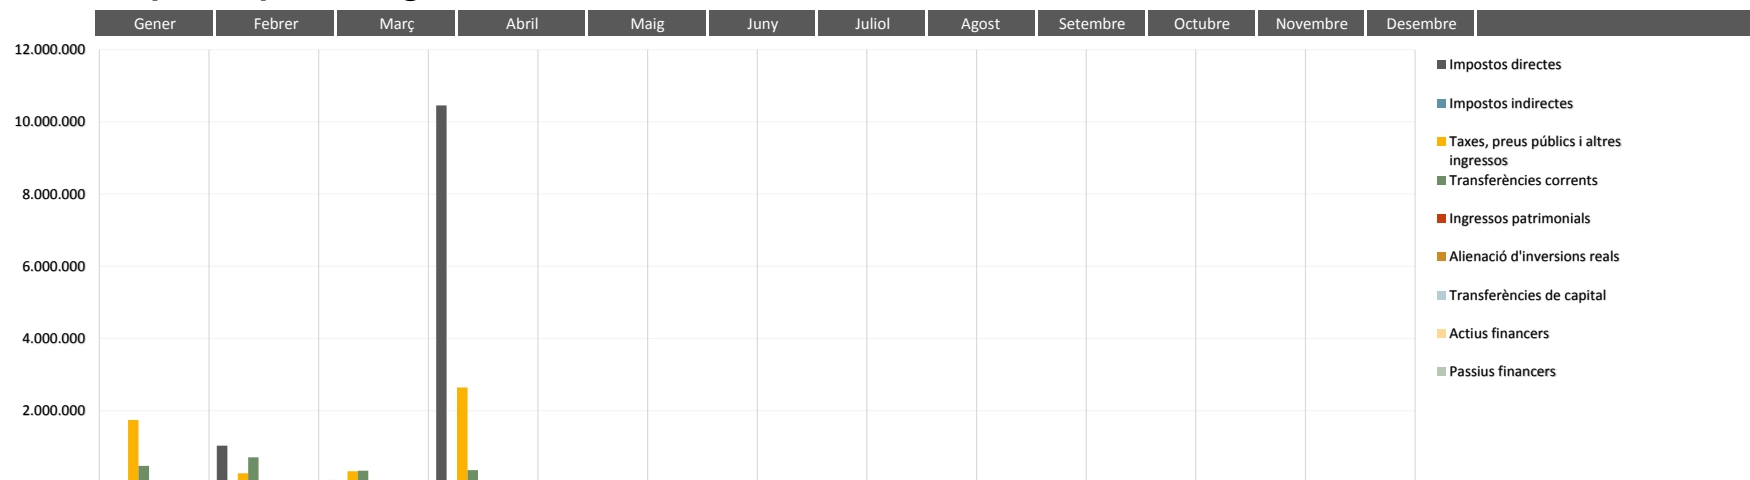 Gener Febrer Març Abril Maig Juny Juliol Agost Setembre Octubre Novembre Desembre
12.000.000
10.000.000
8.000.000
6.000.000
4.000.000
2.000.000
Impostos directes
Impostos indirectes
Taxes, preus públics i altres
ingressos
Transferències corrents
Ingressos patrimonials
Alienació d'inversions reals
Transferències de capital
Actius financers
Passius financers